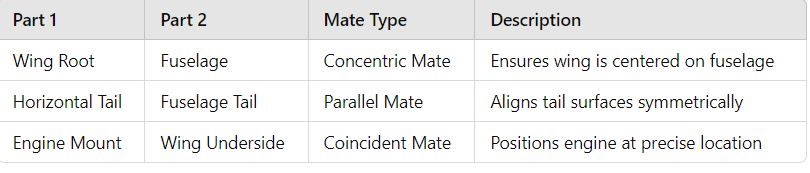 Part 1 Part 2 Mate Type Description
Wing Root Fuselage Concentric Mate Ensures wing is centered on fuselage
Horizontal Tail Fuselage Tail Parallel Mate Aligns tail surfaces symmetrically
Engine Mount Wing Underside Coincident Mate Positions engine at precise location